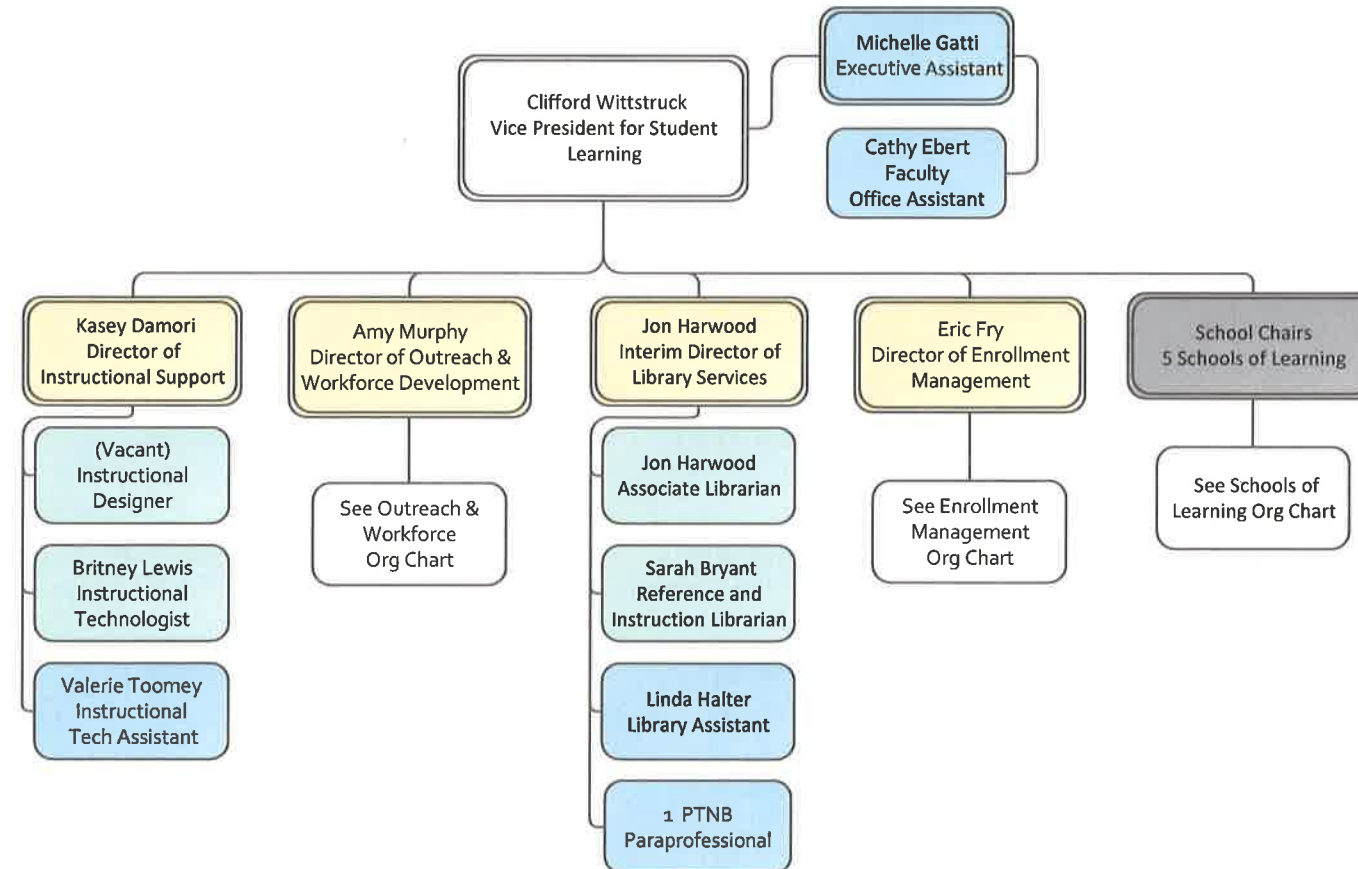 Michelle Gatti
Executive Assistant
Clifford Wittstruck
Vice President for Student
Learning
Cathy Ebert
Faculty
Office Assistant
Kasey Damori
Director of
Instructional Support
Amy Murphy
Director of Outreach &
Workforce Development
Jon Harwood
Interim Director of
Library Services
Eric Fry
Director of Enrollment
Management
School Chairs
5 Schools of Learning
(Vacant)
Instructional
Designer
Britney Lewis
Instructional
Technologist
Valerie Toomey
Instructional
Tech Assistant
See Outreach &
Workforce
Org Chart
Jon Harwood
Associate Librarian
Sarah Bryant
Reference and
Instruction Librarian
Linda Halter
Library Assistant
1 PTNB
Paraprofessional
See Enrollment
Management
Org Chart
See Schools of
Learning Org Chart